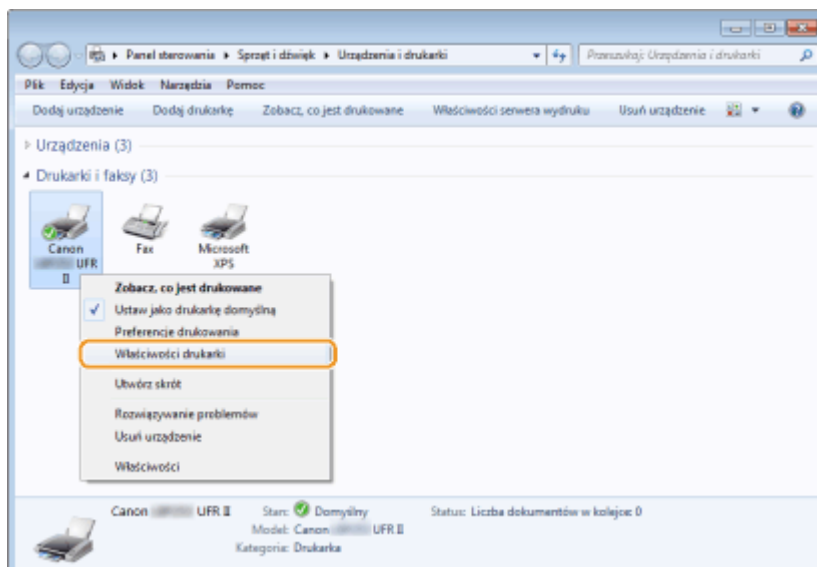 Panel sterowania ▸ Sprzęt i dźwięk ▸ Urządzenia i drukarki
Przeszukaj: Urządzenia i drukarki
Plik Edycja Widok Narzędzia Pomoc
Dodaj urządzenie Dodaj drukarkę Zobacz, co jest drukowane Właściwości serwera wydruku Usuń urządzenie
Urządzenia (3)
Drukarki i faksy (3)
Canon
UFR
II
Fax
Microsoft
XPS
Zobacz, co jest drukowane
Ustaw jako drukarkę domyślną
Preferencje drukowania
Właściwości drukarki
Utwórz skrót
Rozwiązywanie problemów
Usuń urządzenie
Właściwości
Canon UFR II Stan: Domyślny Status: Liczba dokumentów w kolejce: 0
Model: Canon UFR II
Kategoria: Drukarka